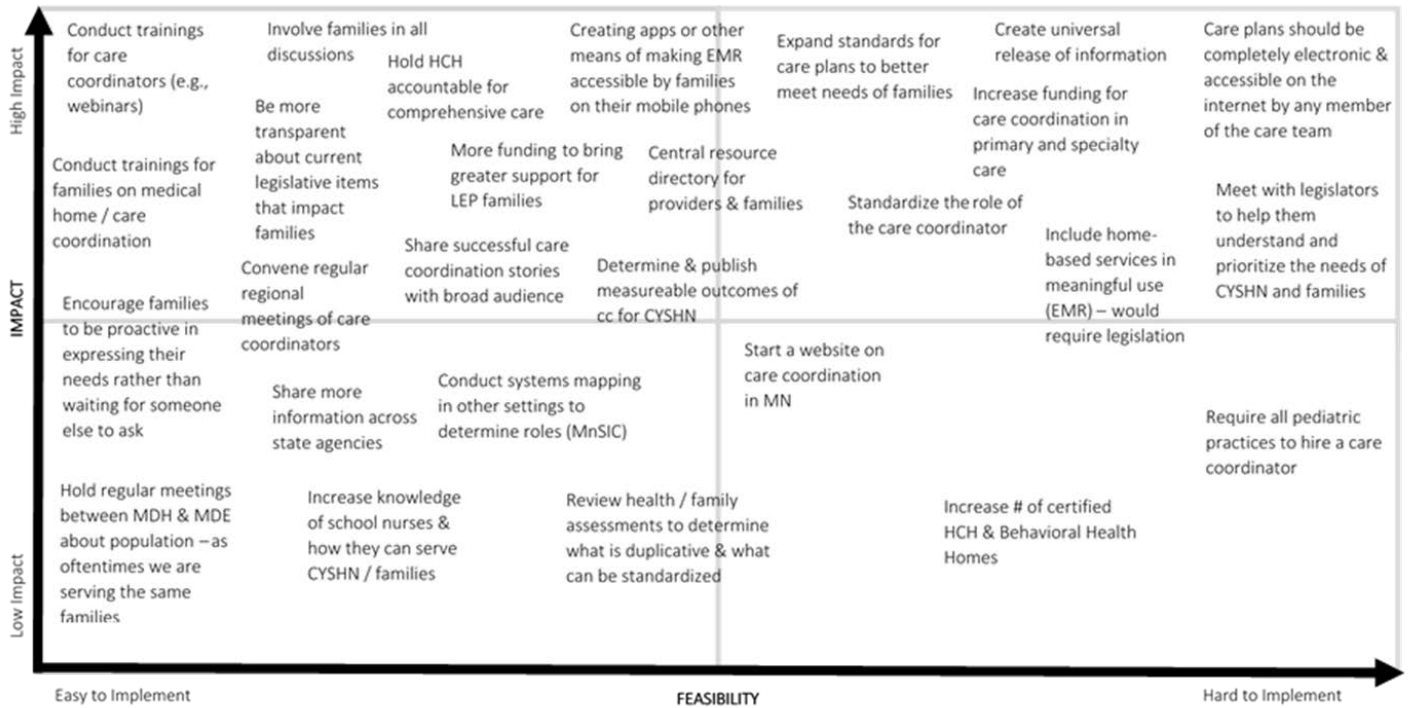 High Impact
IMPACT
Low Impact
Conduct trainings
for care
coordinators (e.g.,
webinars)
Involve families in all
discussions
Hold HCH
accountable for
comprehensive care
Creating apps or other
means of making EMR
accessible by families
on their mobile phones
Expand standards for
care plans to better
meet needs of families
Create universal
release of information
Care plans should be
completely electronic &
accessible on the
internet by any member
of the care team
Be more
transparent
about current
legislative items
that impact
families
Increase funding for
care coordination in
primary and specialty
care
Conduct trainings for
families on medical
home / care
coordination
More funding to bring
greater support for
LEP families
Central resource
directory for
providers & families
Standardize the role of
the care coordinator
Meet with legislators
to help them
understand and
prioritize the needs of
CYSHN and families
Include home-
based services in
meaningful use
(EMR) – would
require legislation
Share successful care
coordination stories
with broad audience
Convene regular
regional
meetings of care
coordinators
Determine & publish
measureable outcomes of
cc for CYSHN
Encourage families
to be proactive in
expressing their
needs rather than
waiting for someone
else to ask
Start a website on
care coordination
in MN
Share more
information across
state agencies
Conduct systems mapping
in other settings to
determine roles (MnSIC)
Require all pediatric
practices to hire a care
coordinator
Hold regular meetings
between MDH & MDE
about population – as
oftentimes we are
serving the same
families
Increase knowledge
of school nurses &
how they can serve
CYSHN / families
Review health / family
assessments to determine
what is duplicative & what
can be standardized
Increase # of certified
HCH & Behavioral Health
Homes
Easy to Implement
FEASIBILITY
Hard to Implement